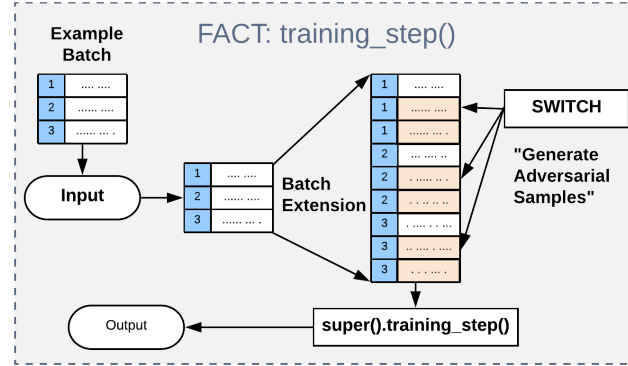 FACT: training_step()
Example
Batch
1 .... ....
2 ...... ....
3 ...... ... .
Input
1 .... ....
2 ...... ....
3 ...... ... .
Batch
Extension
1 .... ....
1 ...... ....
1 ...... ... .
2 ... .... ..
2 ...... ... .
2 . .. .. ..
3 . .... . . ...
3 .. .... . ....
3 . . . ... .
SWITCH
"Generate
Adversarial
Samples"
super().training_step()
Output